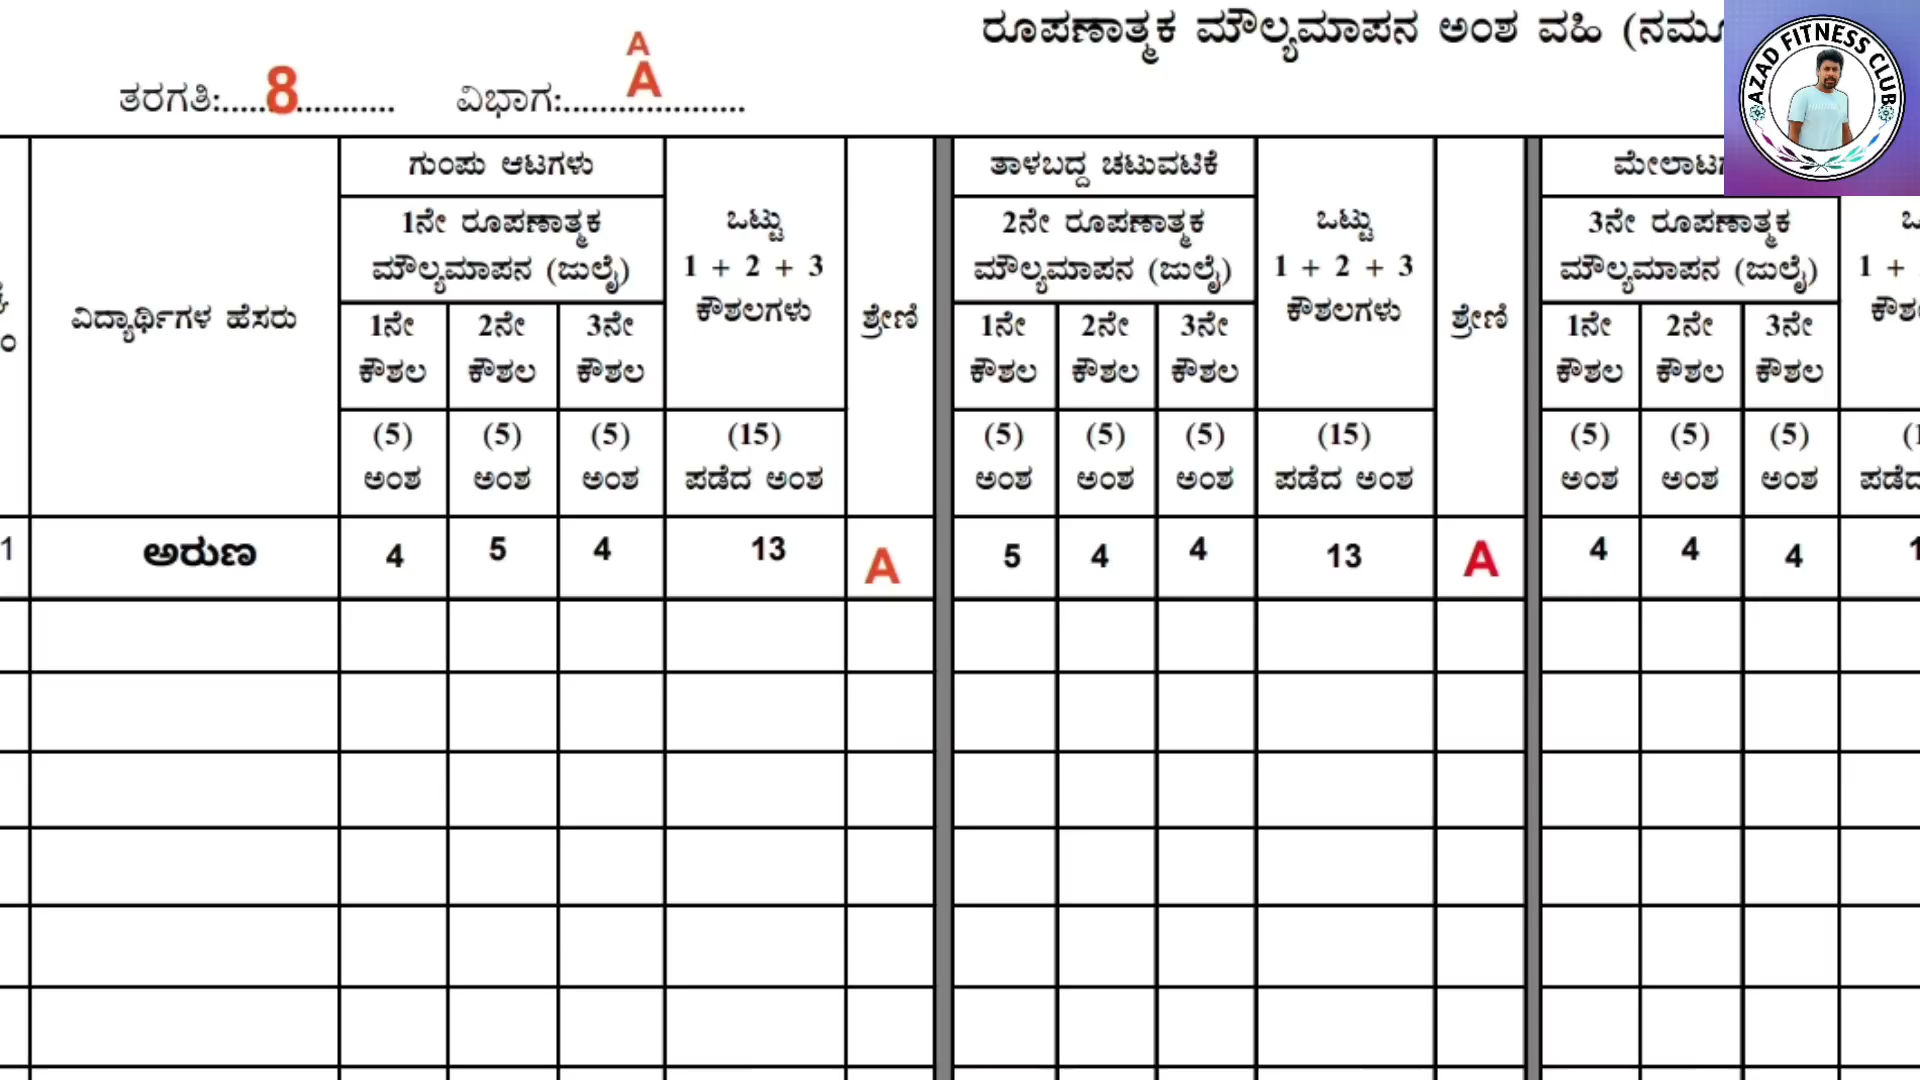 ರೂಪಣಾತ್ಮಕ ಮೌಲ್ಯಮಾಪನ ಅಂಶ ವಹಿ
AZAD FITNESS CLUB
A
ತರಗತಿ:.....8........... ವಿಭಾಗ:........A...........
ಗುಂಪು ಆಟಗಳು
1ನೇ ರೂಪಣಾತ್ಮಕ
ಮೌಲ್ಯಮಾಪನ (ಜುಲೈ)
ಒಟ್ಟು
1 + 2 + 3
ಕೌಶಲಗಳು
ತಾಳಬದ್ದ ಚಟುವಟಿಕೆ
2ನೇ ರೂಪಣಾತ್ಮಕ
ಮೌಲ್ಯಮಾಪನ (ಜುಲೈ)
ಒಟ್ಟು
1 + 2 + 3
ಕೌಶಲಗಳು
3ನೇ ರೂಪಣಾತ್ಮಕ
ಮೌಲ್ಯಮಾಪನ (ಜುಲೈ)
1 +
ವಿದ್ಯಾರ್ಥಿಗಳ ಹೆಸರು
1ನೇ ಕೌಶಲ 2ನೇ ಕೌಶಲ 3ನೇ ಕೌಶಲ
ಶ್ರೇಣಿ
1ನೇ ಕೌಶಲ 2ನೇ ಕೌಶಲ 3ನೇ ಕೌಶಲ
ಶ್ರೇಣಿ
1ನೇ ಕೌಶಲ 2ನೇ ಕೌಶಲ 3ನೇ ಕೌಶಲ
(5) (5) (5) (15) (5) (5) (5) (15) (5) (5) (5)
ಅಂಶ ಅಂಶ ಅಂಶ ಪಡೆದ ಅಂಶ ಅಂಶ ಅಂಶ ಅಂಶ ಪಡೆದ ಅಂಶ ಅಂಶ ಅಂಶ ಅಂಶ ಪಡೆದ
1 ಅರುಣ 4 5 4 13 A 5 4 4 13 A 4 4 4